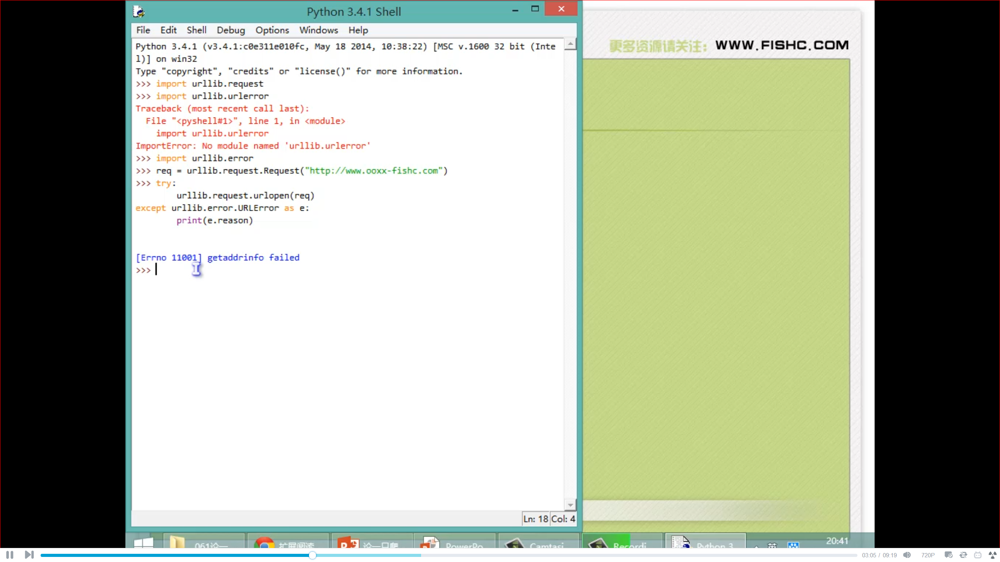 Python 3.4.1 Shell
File Edit Shell Debug Options Windows Help
更多资源请关注: WWW.FISHC.COM
Python 3.4.1 (v3.4.1:c0e311e010fc, May 18 2014, 10:38:22) [MSC v.1600 32 bit (Inte
l)] on win32
Type "copyright", "credits" or "license()" for more information.
>>> import urllib.request
>>> import urllib.urlerror
Traceback (most recent call last):
  File "<pyshell#1>", line 1, in <module>
    import urllib.urlerror
ImportError: No module named 'urllib.urlerror'
>>> import urllib.error
>>> req = urllib.request.Request("http://www.ooxx-fishc.com")
>>> try:
        urllib.request.urlopen(req)
except urllib.error.URLError as e:
        print(e.reason)
[Errno 11001] getaddrinfo failed
>>>
Ln: 18 Col: 4
061论一 扩展阅读 论一只爬 PowerPo Camtasi Recordi Python 3 英 20:41
03:05 / 09:19 720P